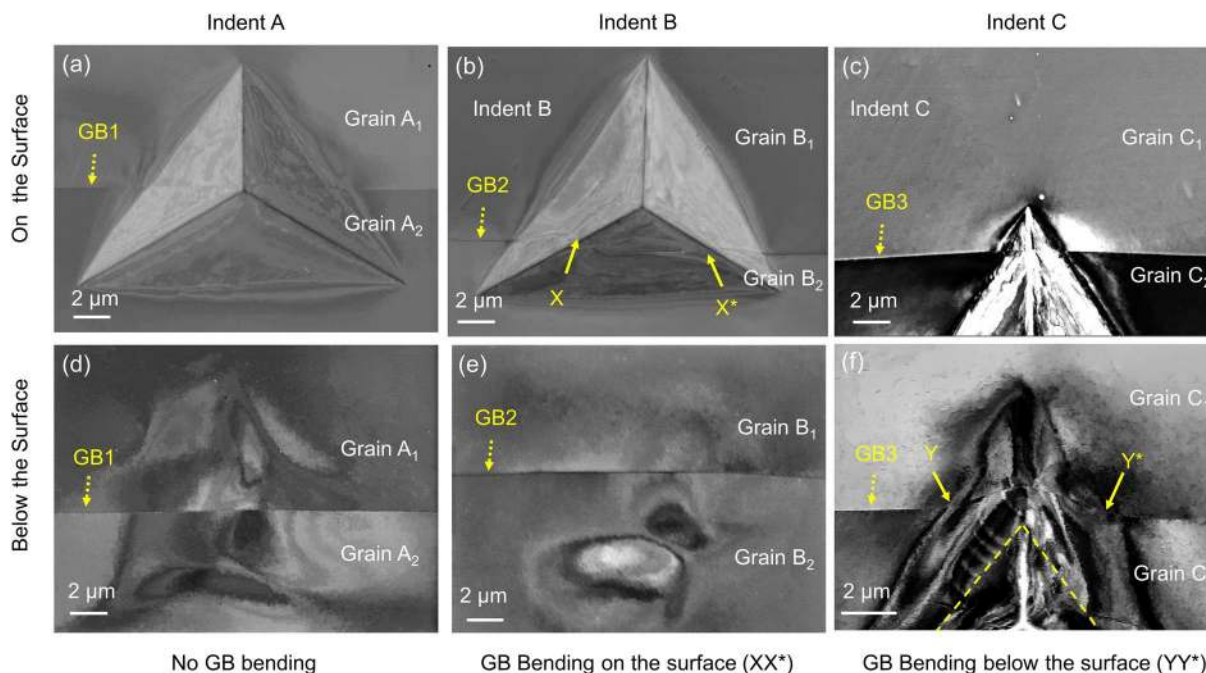 Indent A
Indent B
Indent C
On the Surface
(a)
GB1
Grain A₁
Grain A₂
2 µm
(b)
Indent B
Grain B₁
GB2
X
X*
Grain B₂
2 µm
(c)
Indent C
Grain C₁
GB3
Grain C₂
2 µm
Below the Surface
(d)
GB1
Grain A₁
Grain A₂
2 µm
(e)
GB2
Grain B₁
Grain B₂
2 µm
(f)
Grain C
GB3
Y
Y*
Grain C
2 µm
No GB bending
GB Bending on the surface (XX*)
GB Bending below the surface (YY*)